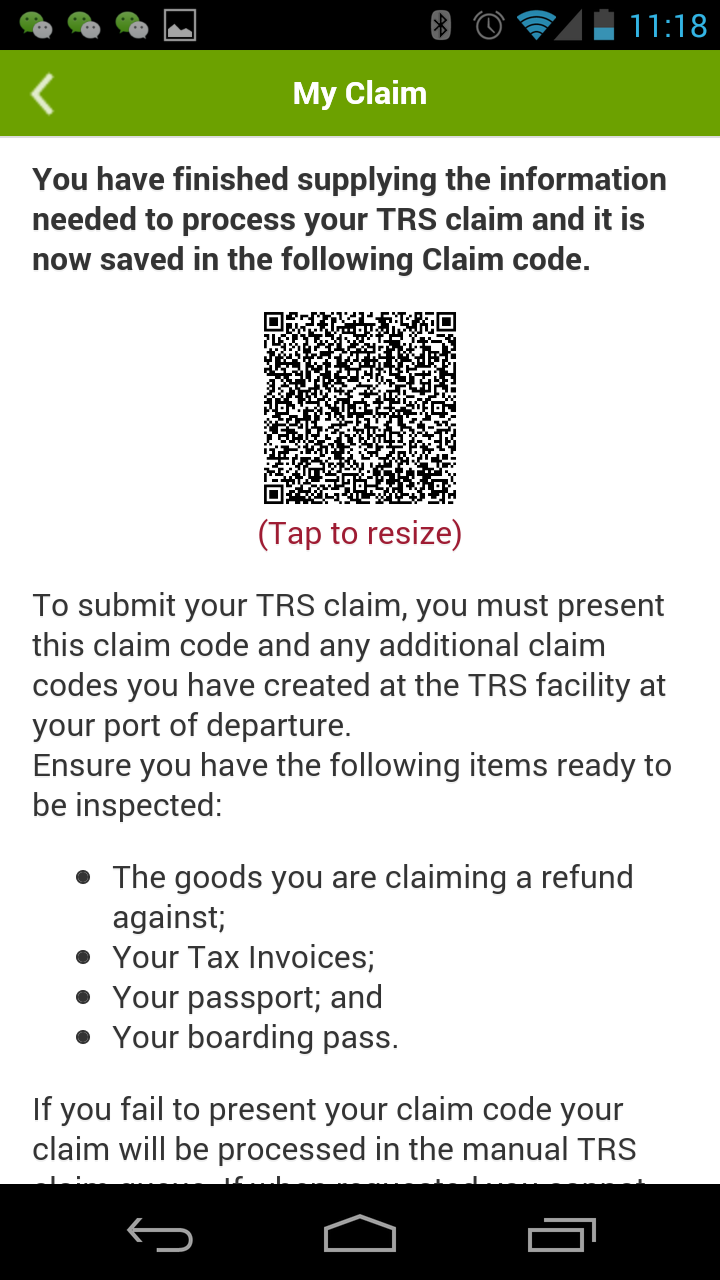 11:18
My Claim
You have finished supplying the information
needed to process your TRS claim and it is
now saved in the following Claim code.
(Tap to resize)
To submit your TRS claim, you must present
this claim code and any additional claim
codes you have created at the TRS facility at
your port of departure.
Ensure you have the following items ready to
be inspected:
The goods you are claiming a refund
against;
Your Tax Invoices;
Your passport; and
Your boarding pass.
If you fail to present your claim code your
claim will be processed in the manual TRS